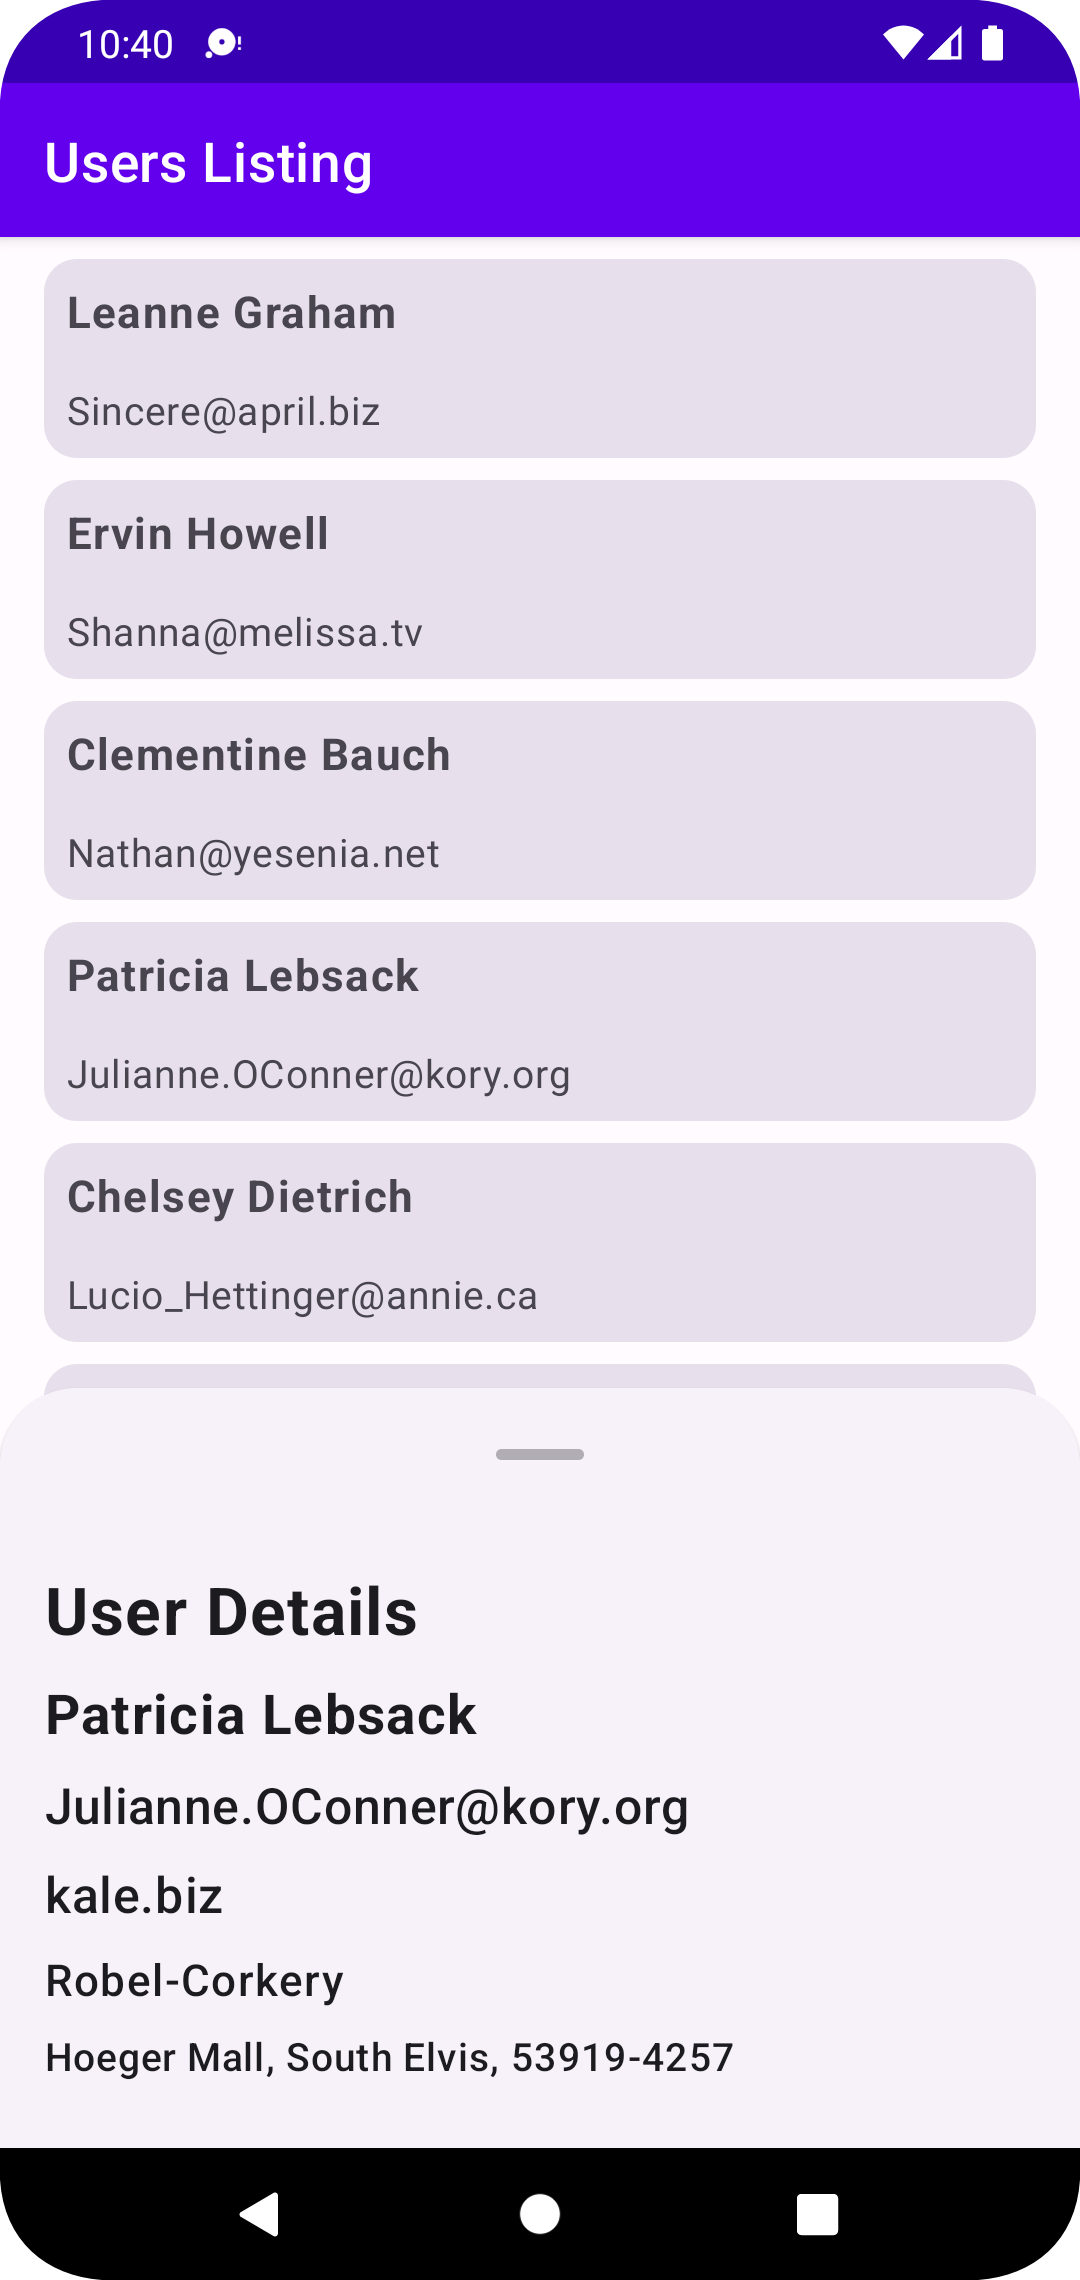 10:40
Users Listing
Leanne Graham
Sincere@april.biz
Ervin Howell
Shanna@melissa.tv
Clementine Bauch
Nathan@yesenia.net
Patricia Lebsack
Julianne.OConner@kory.org
Chelsey Dietrich
Lucio_Hettinger@annie.ca
User Details
Patricia Lebsack
Julianne.OConner@kory.org
kale.biz
Robel-Corkery
Hoeger Mall, South Elvis, 53919-4257